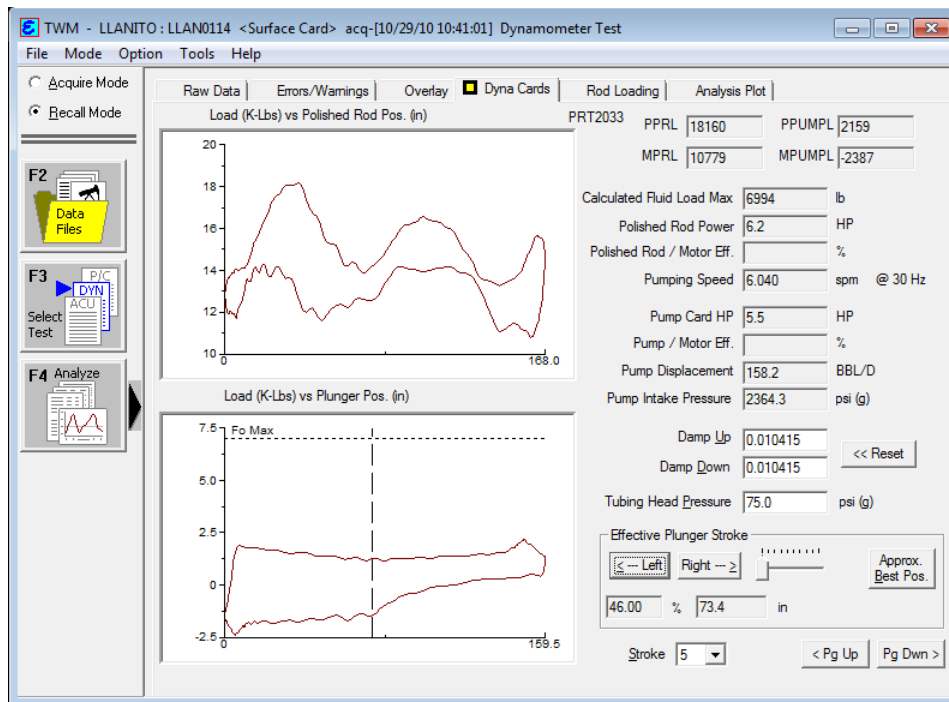 TWM - LLANITO : LLAN0114 <Surface Card> acq-[10/29/10 10:41:01] Dynamometer Test
File Mode Option Tools Help
Acquire Mode
Recall Mode
F2
Data
Files
F3
P/C
DYN
ACU
Select
Test
F4 Analyze
Raw Data
Errors/Warnings
Overlay
Dyna Cards
Rod Loading
Analysis Plot
Load (K-Lbs) vs Polished Rod Pos. (in)
20
18
16
14
12
10
0
168.0
Load (K-Lbs) vs Plunger Pos. (in)
7.5
Fo Max
5.0
2.5
0
-2.5
0
159.5
PRT2033
PPRL 18160 PPUMPL 2159
MPRL 10779 MPUMPL -2387
Calculated Fluid Load Max 6994 lb
Polished Rod Power 6.2 HP
Polished Rod / Motor Eff. %
Pumping Speed 6.040 spm @ 30 Hz
Pump Card HP 5.5 HP
Pump / Motor Eff. %
Pump Displacement 158.2 BBL/D
Pump Intake Pressure 2364.3 psi (g)
Damp Up 0.010415
<< Reset
Damp Down 0.010415
Tubing Head Pressure 75.0 psi (g)
Effective Plunger Stroke
< --- Left Right --- >
Approx.
Best Pos.
46.00 % 73.4 in
Stroke 5 < Pg Up Pg Dwn >